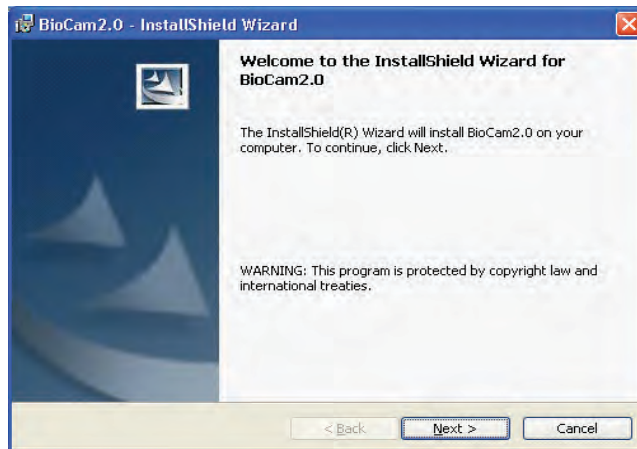 BioCam2.0 - InstallShield Wizard
Welcome to the InstallShield Wizard for
BioCam2.0
The InstallShield(R) Wizard will install BioCam2.0 on your
computer. To continue, click Next.
WARNING: This program is protected by copyright law and
international treaties.
< Back
Next >
Cancel